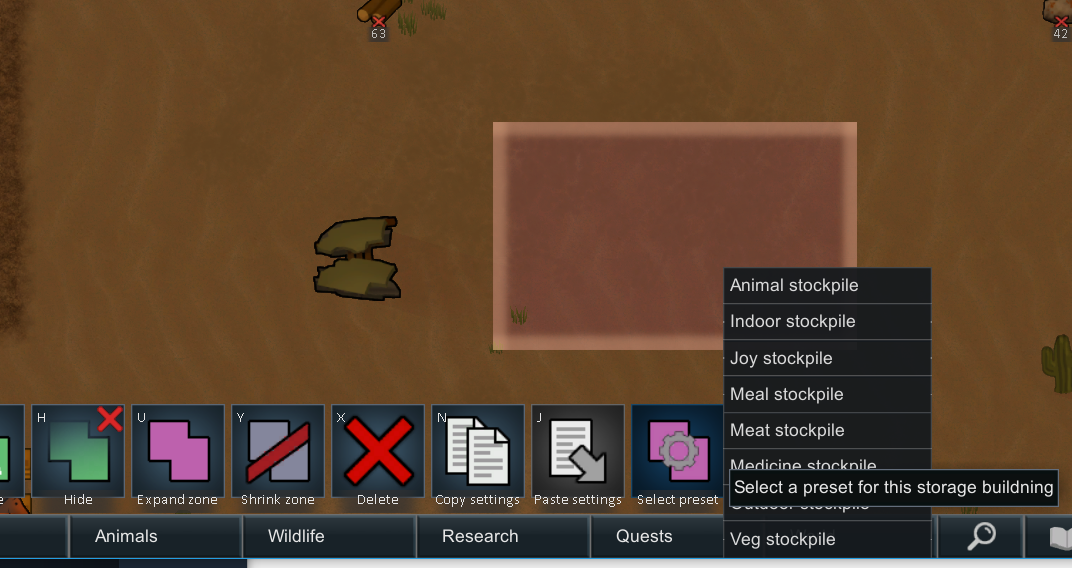 63
42
Animal stockpile
Indoor stockpile
Joy stockpile
Meal stockpile
Meat stockpile
Medicine stockpile
Select a preset for this storage buildning
Outdoor stockpile
Veg stockpile
H
U
Y
X
N
J
Hide
Expand zone
Shrink zone
Delete
Copy settings
Paste settings
Select preset
Animals
Wildlife
Research
Quests